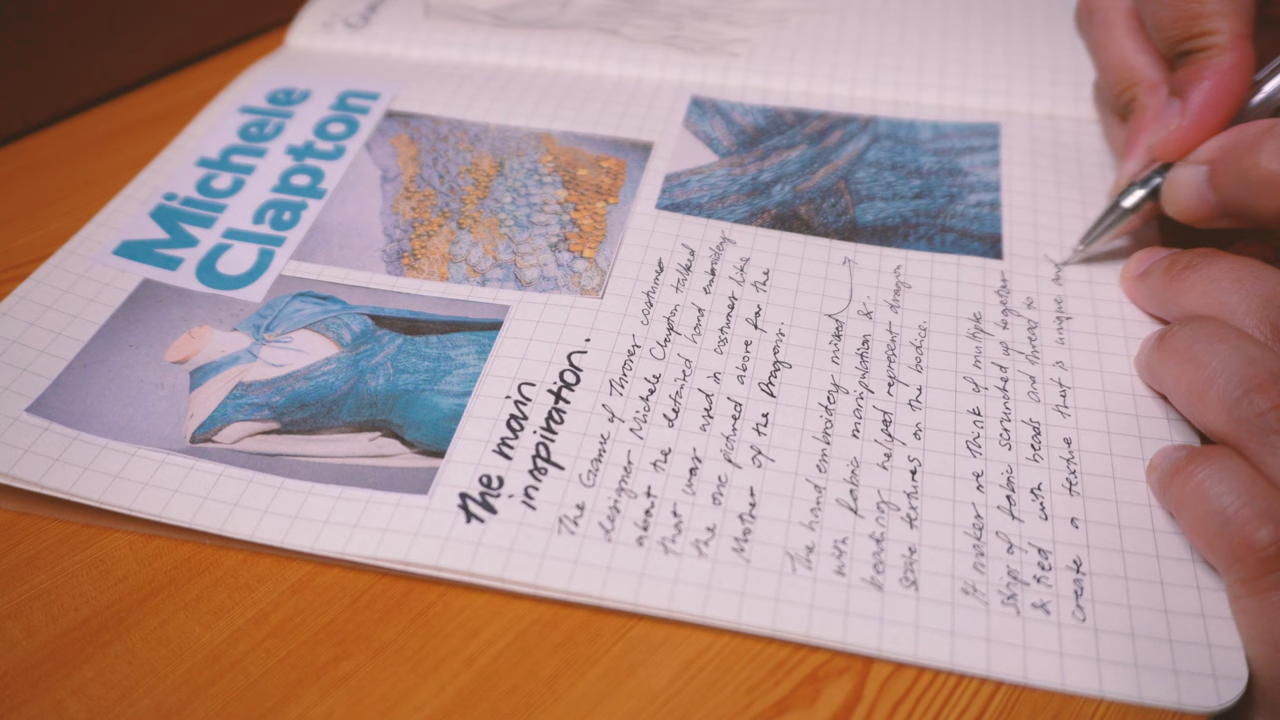 Michele
Clapton
The main
inspiration.
The Game of Thrones costume
designer Michele Clapton talked
about the detailed hand embroidery
that was used in costumes like
the one pictured above for the
Mother of the Dragons.
The hand embroidery mixed
with fabric manipulation &
beading helped represent dragon
scale textures on the bodice.
It makes me think of multiple
strips of fabric scrunched up together
& tied with beads and thread to
create a feature that is unique and